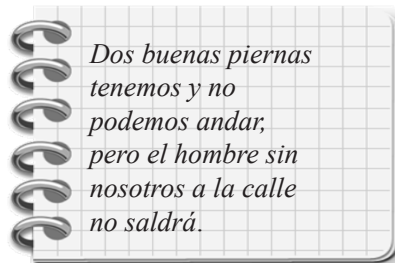 Dos buenas piernas
tenemos y no
podemos andar,
pero el hombre sin
nosotros a la calle
no saldrá.